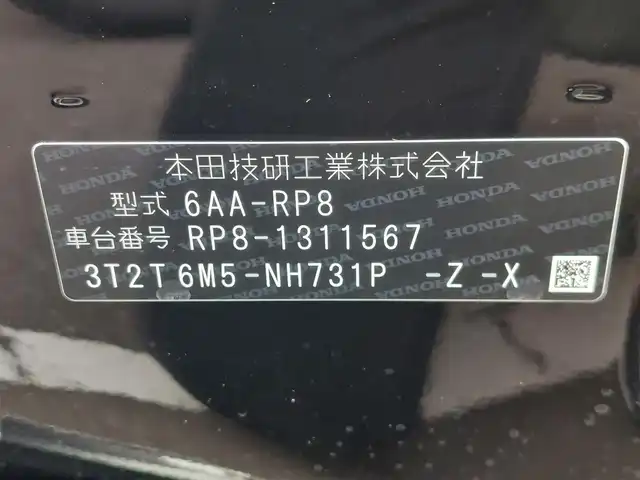 本田技研工業株式会社
型式 6AA-RP8
車台番号 RP8-1311567
3T2T 6M5-NH731P -Z -X